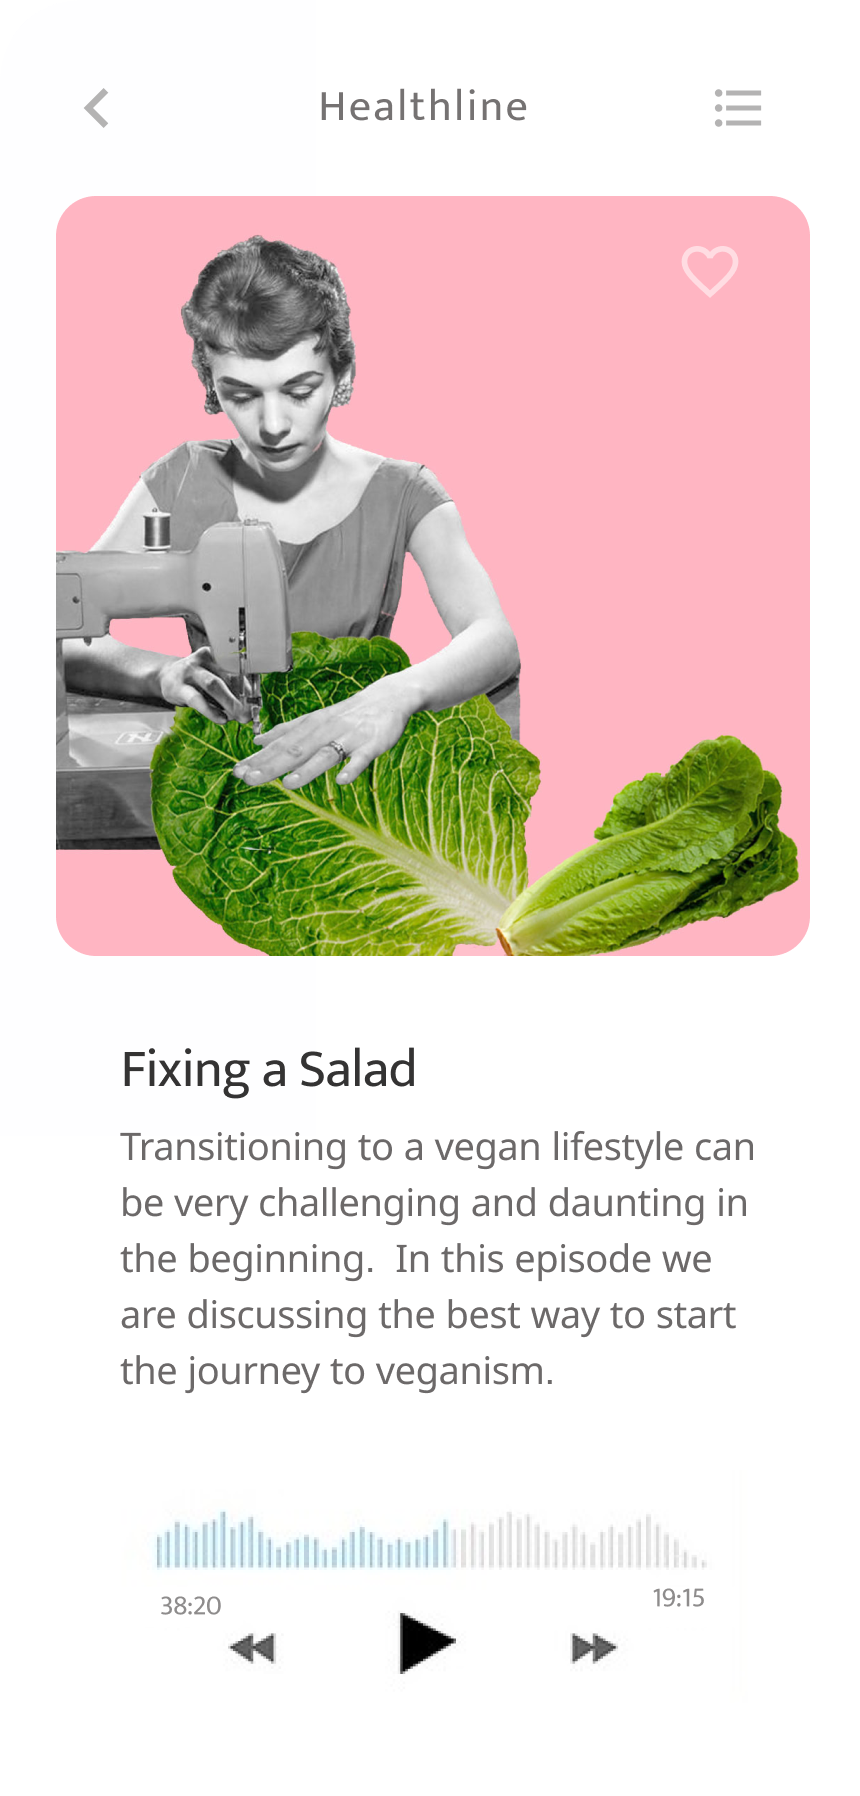 Healthline
Fixing a Salad
Transitioning to a vegan lifestyle can
be very challenging and daunting in
the beginning.  In this episode we
are discussing the best way to start
the journey to veganism.
38:20
19:15